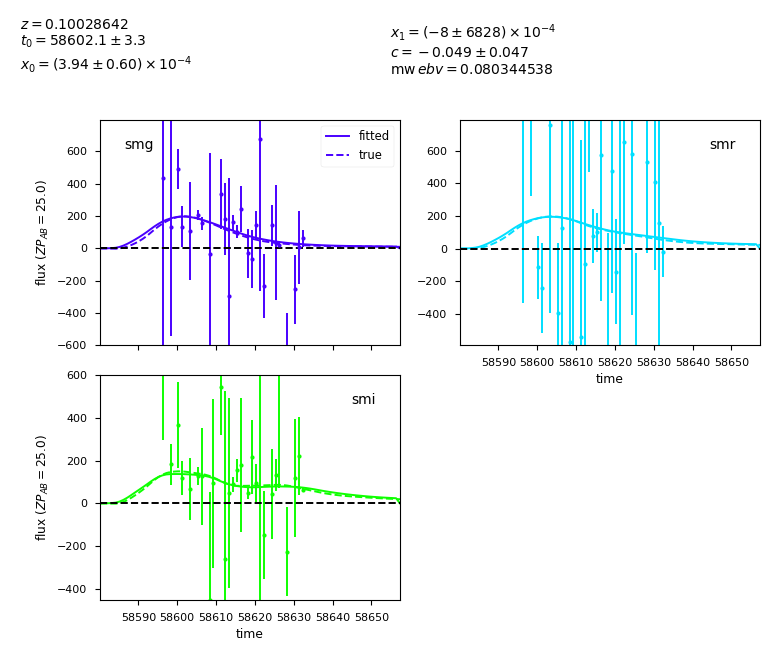 z = 0.10028642
t₀ = 58602.1 ± 3.3
x₀ = (3.94 ± 0.60) × 10⁻⁴
x₁ = (−8 ± 6828) × 10⁻⁴
c = −0.049 ± 0.047
mw ebv = 0.080344538
smg
fitted
true
600
400
200
0
−200
−400
−600
flux (ZP_AB = 25.0)
smr
600
400
200
0
−200
−400
58590 58600 58610 58620 58630 58640 58650
time
smi
600
400
200
0
−200
−400
flux (ZP_AB = 25.0)
58590 58600 58610 58620 58630 58640 58650
time